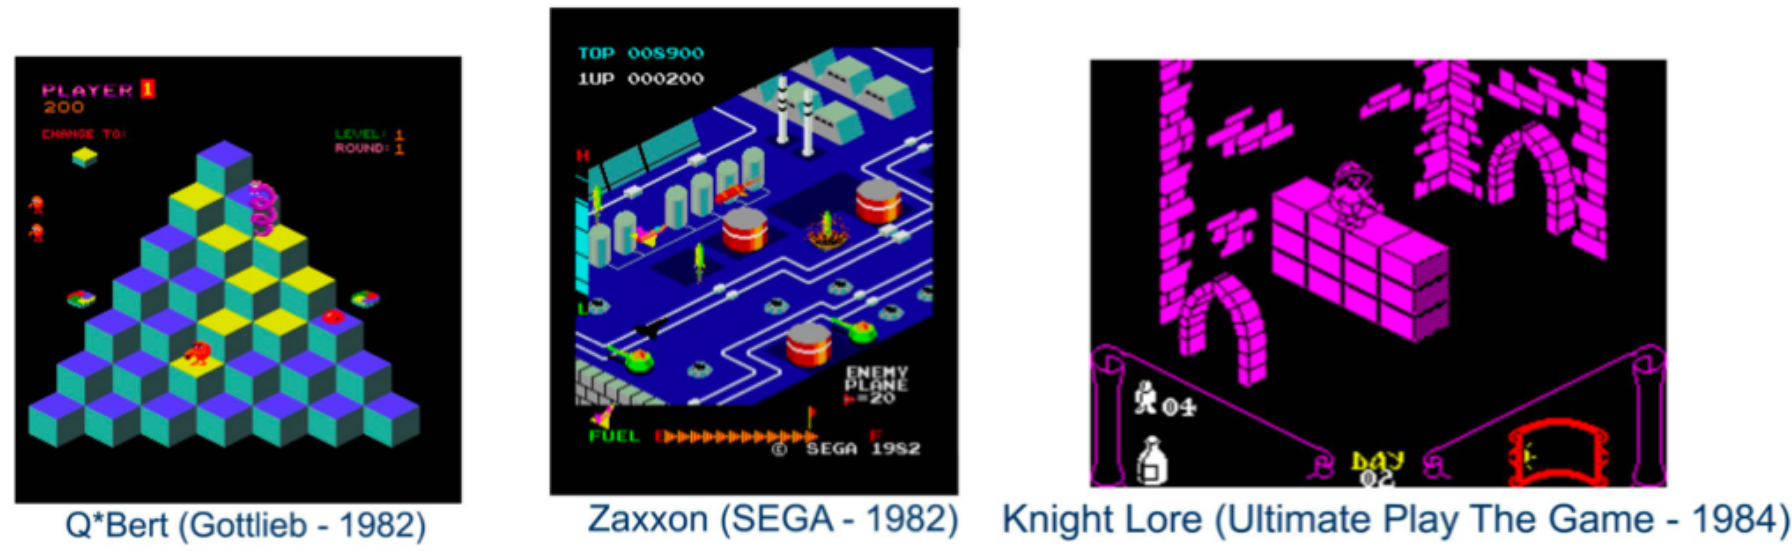 PLAYER 1
200
CHANGE TO:
LEVEL: 1
ROUND: 1
Q*Bert (Gottlieb - 1982)
TOP 008900
1UP 000200
H
L
ENEMY
PLANE
=20
FUEL E F
© SEGA 1982
Zaxxon (SEGA - 1982)
04
DAY
02
Knight Lore (Ultimate Play The Game - 1984)